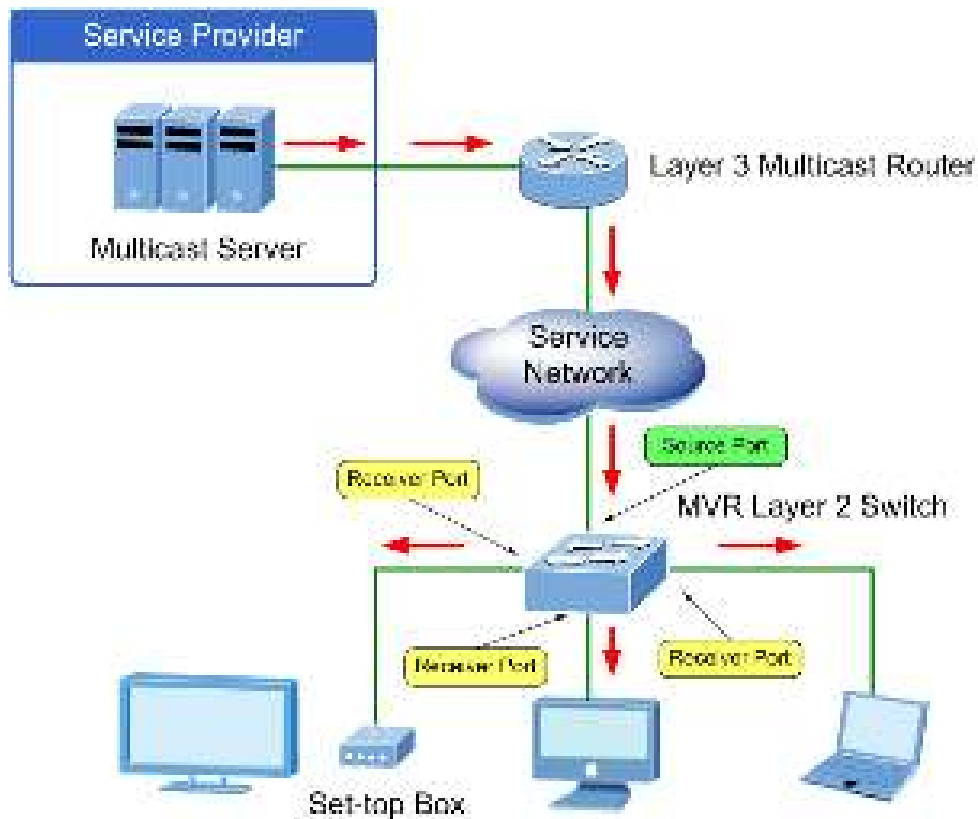 Service Provider
Multicast Server
Layer 3 Multicast Router
Service
Network
Source Port
Receiver Port
MVR Layer 2 Switch
Receiver Port
Receiver Port
Set-top Box